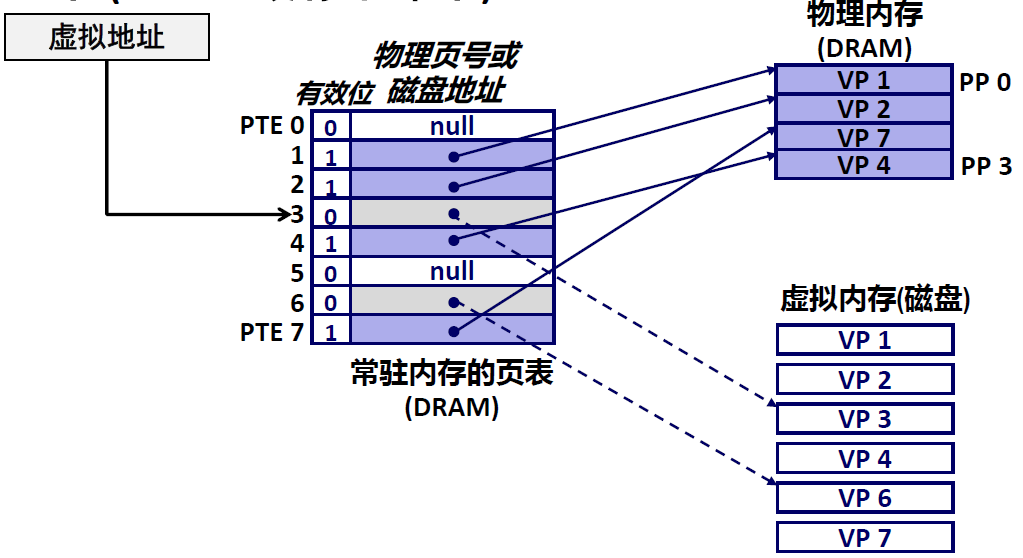 虚拟地址
物理页号或
磁盘地址
有效位
PTE 0 0 null
1 1
2 1
3 0
4 1
5 0 null
6 0
PTE 7 1
常驻内存的页表
(DRAM)
物理内存
(DRAM)
VP 1 PP 0
VP 2
VP 7
VP 4 PP 3
虚拟内存(磁盘)
VP 1
VP 2
VP 3
VP 4
VP 6
VP 7